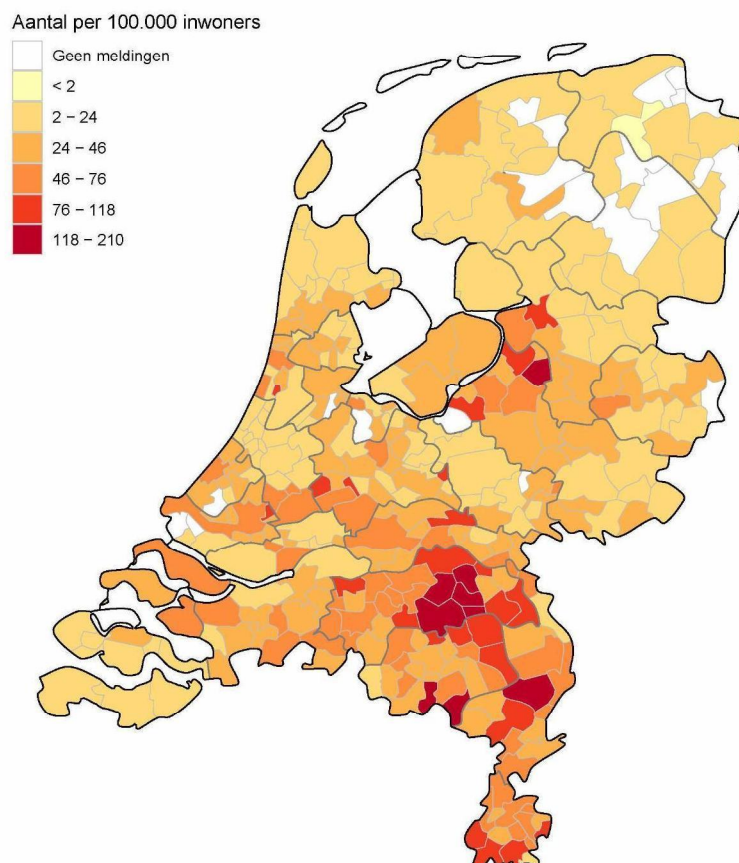 Aantal per 100.000 inwoners
Geen meldingen
< 2
2 – 24
24 – 46
46 – 76
76 – 118
118 – 210